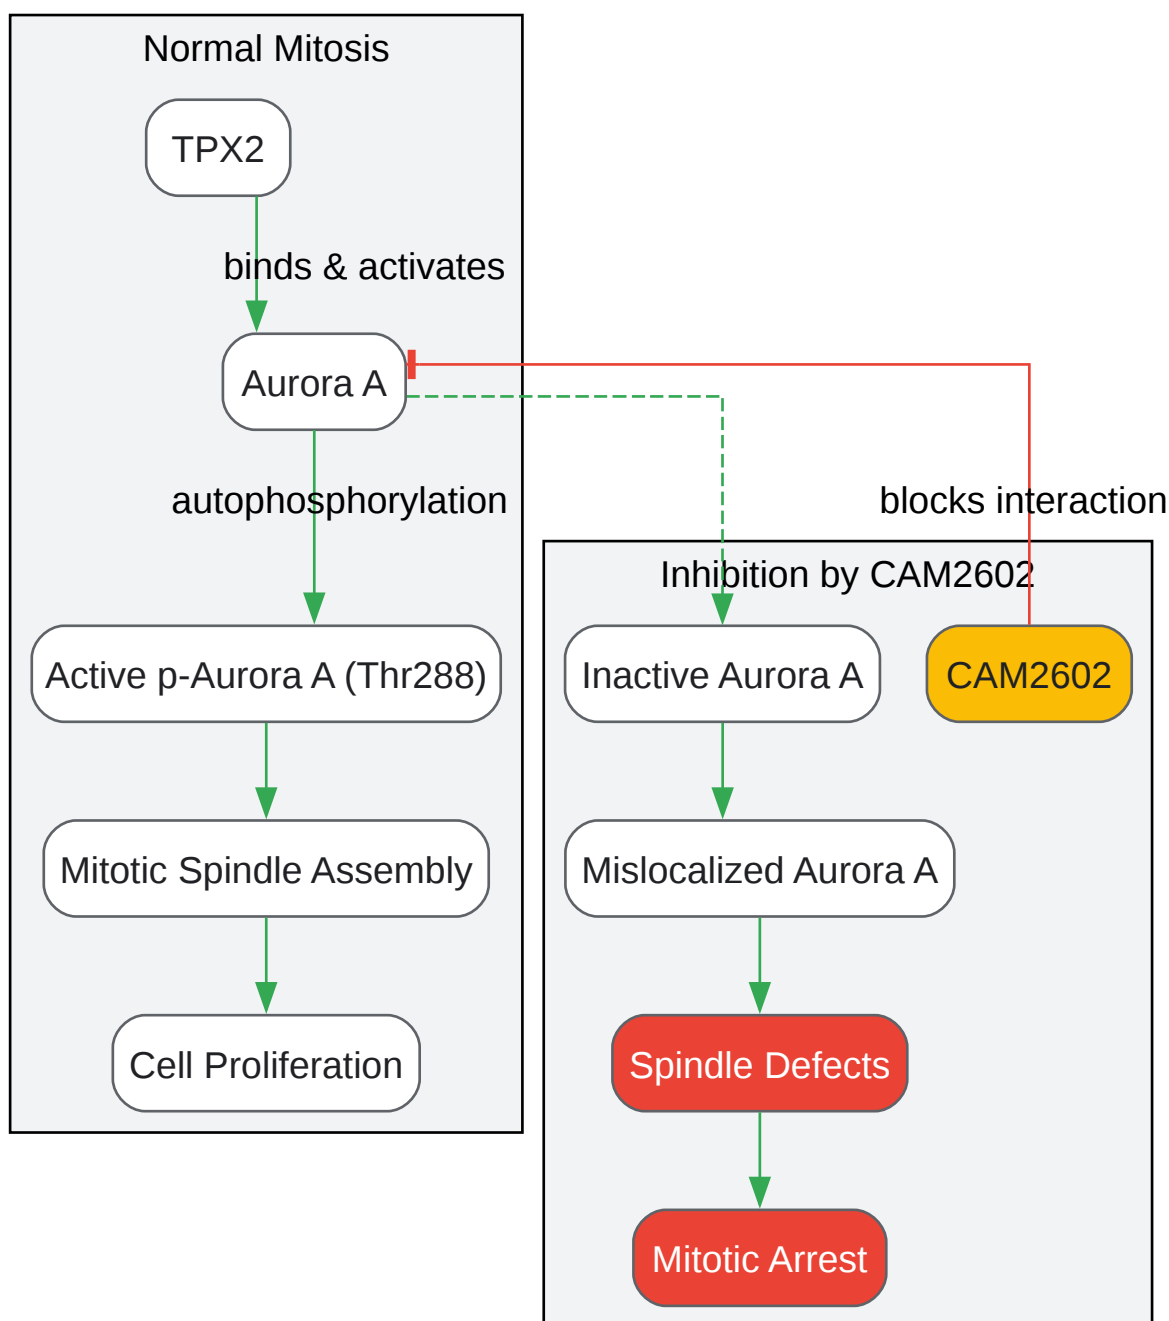 Normal Mitosis
TPX2
binds & activates
Aurora A
autophosphorylation
blocks interaction
Inhibition by CAM2602
Active p-Aurora A (Thr288)
Inactive Aurora A
CAM2602
Mitotic Spindle Assembly
Mislocalized Aurora A
Cell Proliferation
Spindle Defects
Mitotic Arrest